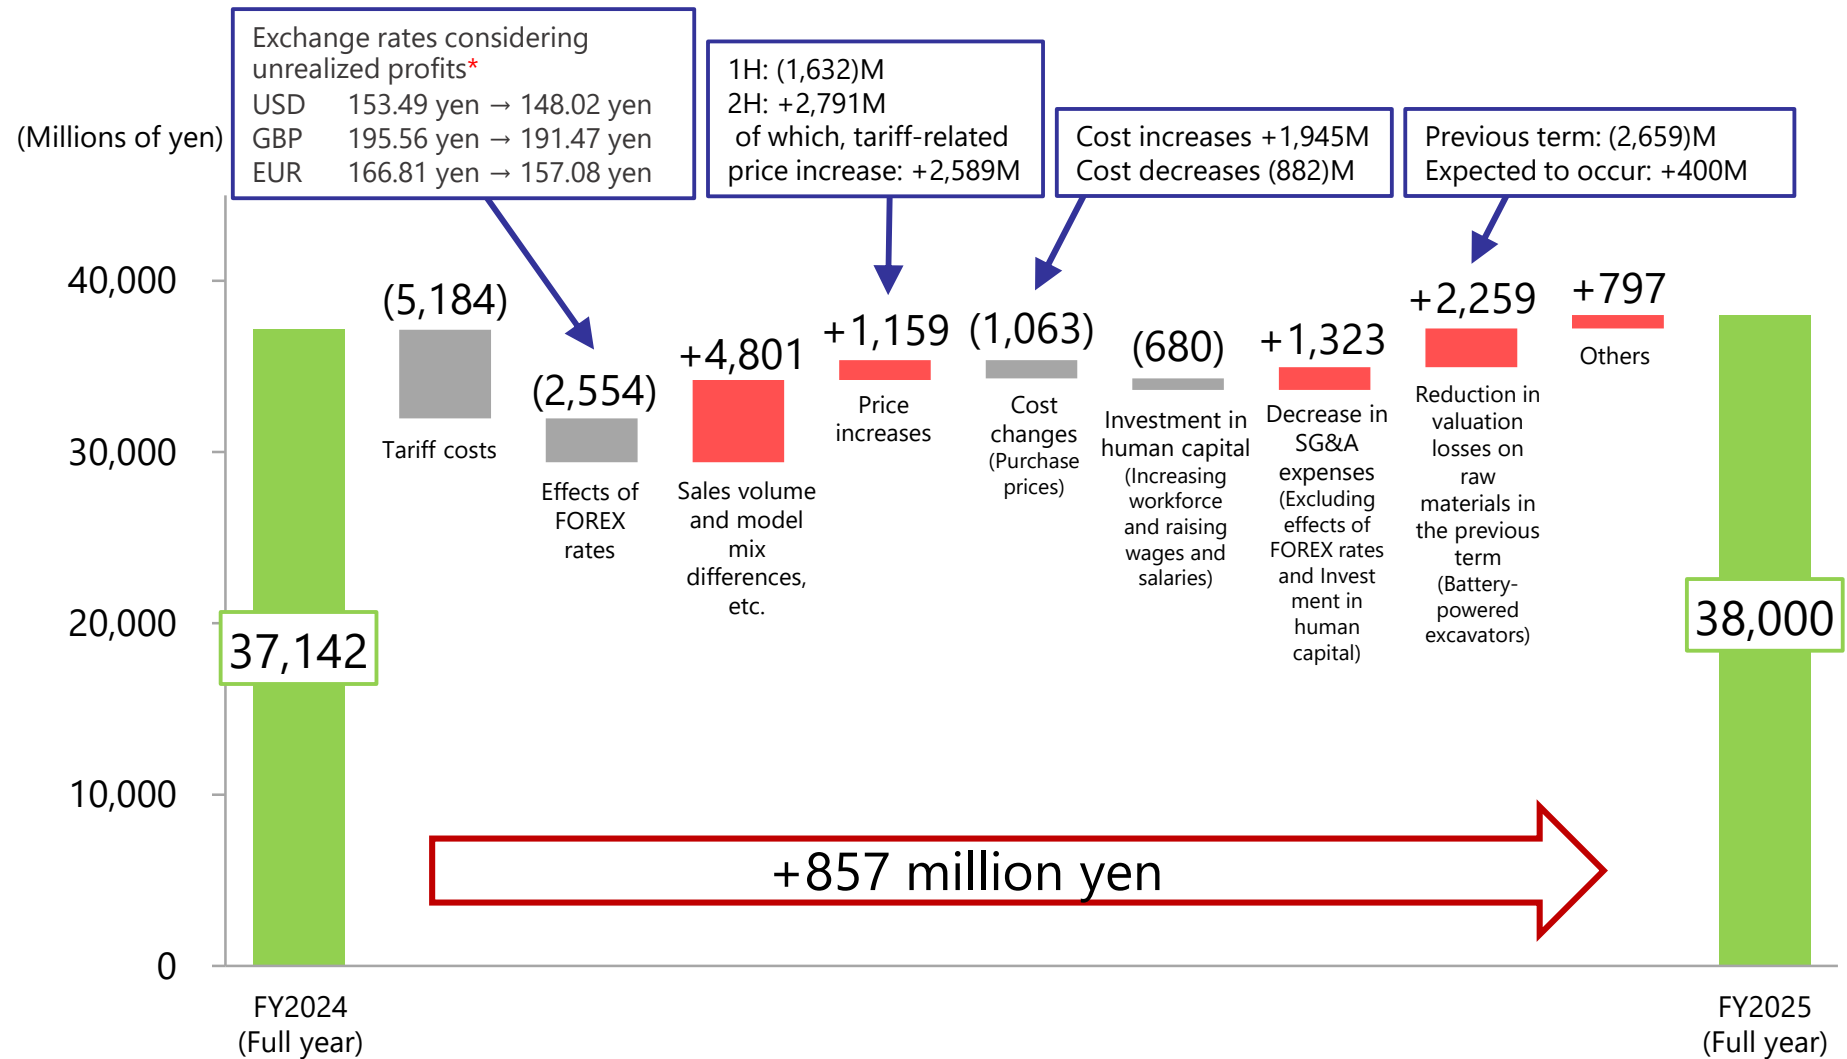 Exchange rates considering
unrealized profits*
USD 153.49 yen → 148.02 yen
GBP 195.56 yen → 191.47 yen
EUR 166.81 yen → 157.08 yen
1H: (1,632)M
2H: +2,791M
of which, tariff-related
price increase: +2,589M
Cost increases +1,945M
Cost decreases (882)M
Previous term: (2,659)M
Expected to occur: +400M
(Millions of yen)
40,000
30,000
20,000
10,000
0
37,142
FY2024
(Full year)
(5,184)
Tariff costs
(2,554)
Effects of
FOREX
rates
+4,801
Sales volume
and model
mix
differences,
etc.
+1,159
Price
increases
(1,063)
Cost
changes
(Purchase
prices)
(680)
Investment in
human capital
(Increasing
workforce
and raising
wages and
salaries)
+1,323
Decrease in
SG&A
expenses
(Excluding
effects of
FOREX rates
and Invest
ment in
human
capital)
+2,259
Reduction in
valuation
losses on
raw
materials in
the previous
term
(Battery-
powered
excavators)
+797
Others
38,000
FY2025
(Full year)
+857 million yen